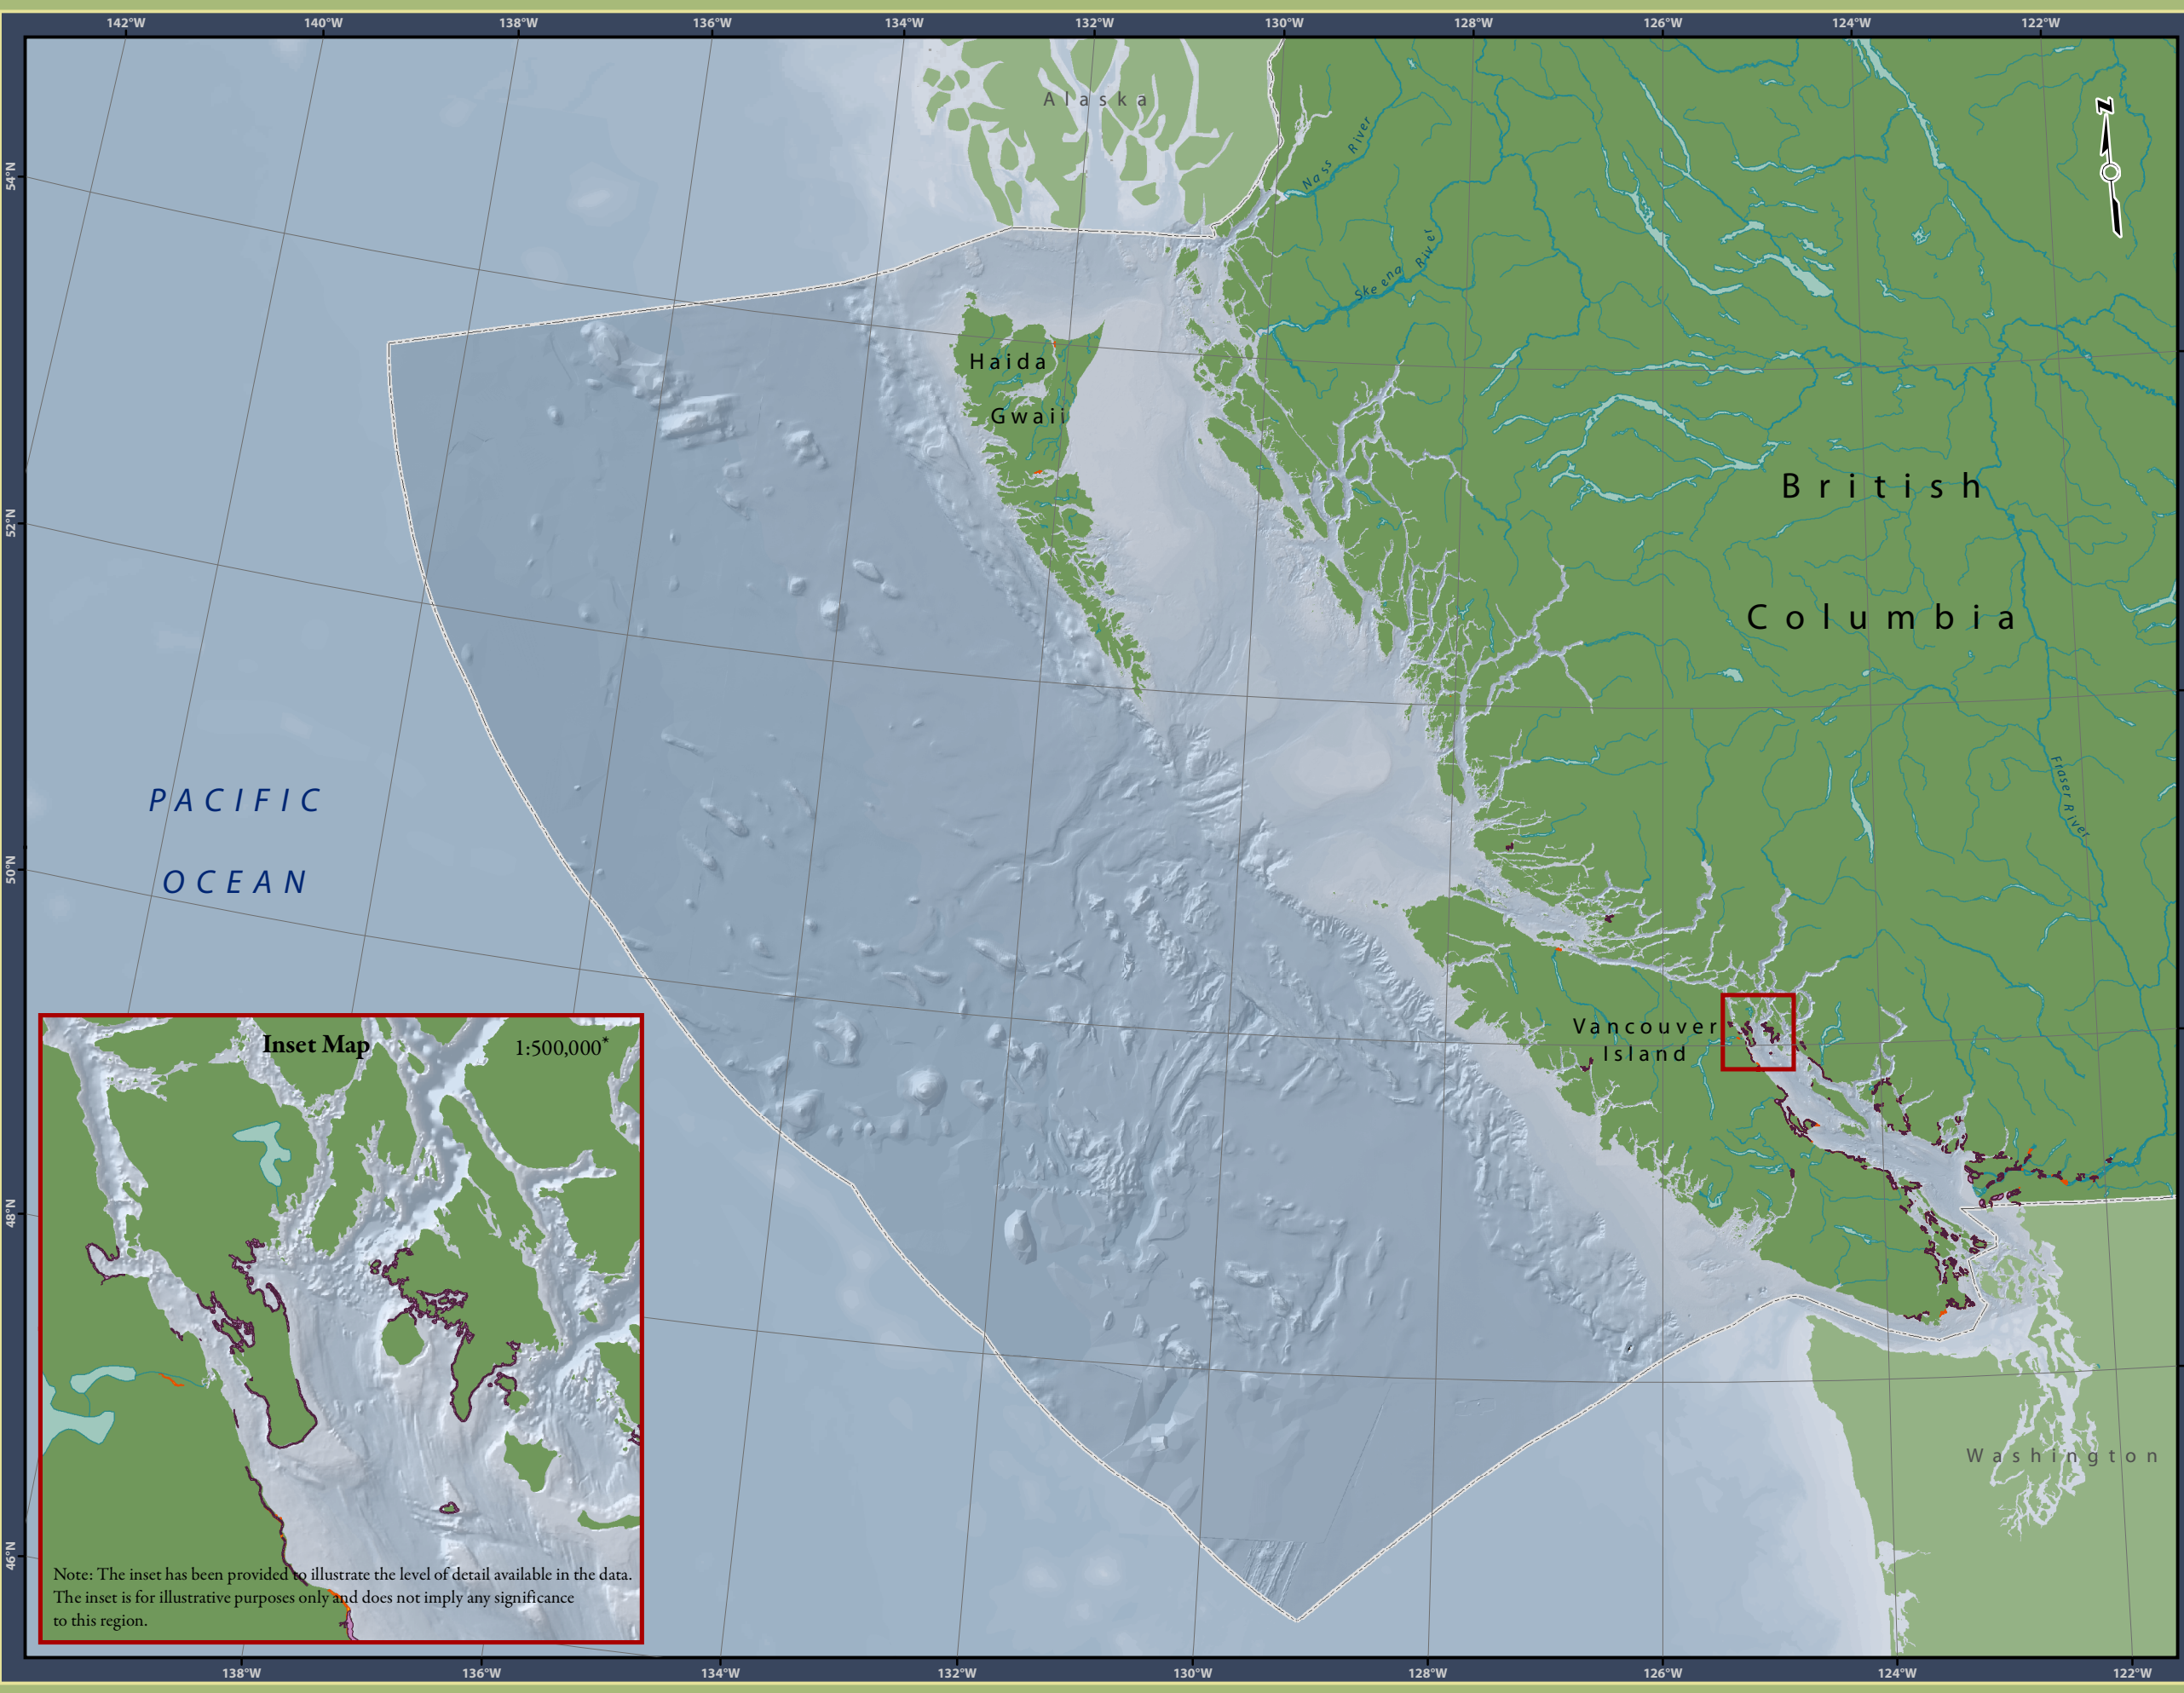 142°W 140°W 138°W 136°W 134°W 132°W 130°W 128°W 126°W 124°W 122°W
Alaska
N
Nass River
54°N
Skeena River
Haida
Gwaii
British
52°N
Columbia
PACIFIC
Fraser River
OCEAN
50°N
Vancouver
Island
Inset Map
1:500,000*
48°N
Washington
46°N
Note: The inset has been provided to illustrate the level of detail available in the data.
The inset is for illustrative purposes only and does not imply any significance
to this region.
138°W 136°W 134°W 132°W 130°W 128°W 126°W 124°W 122°W